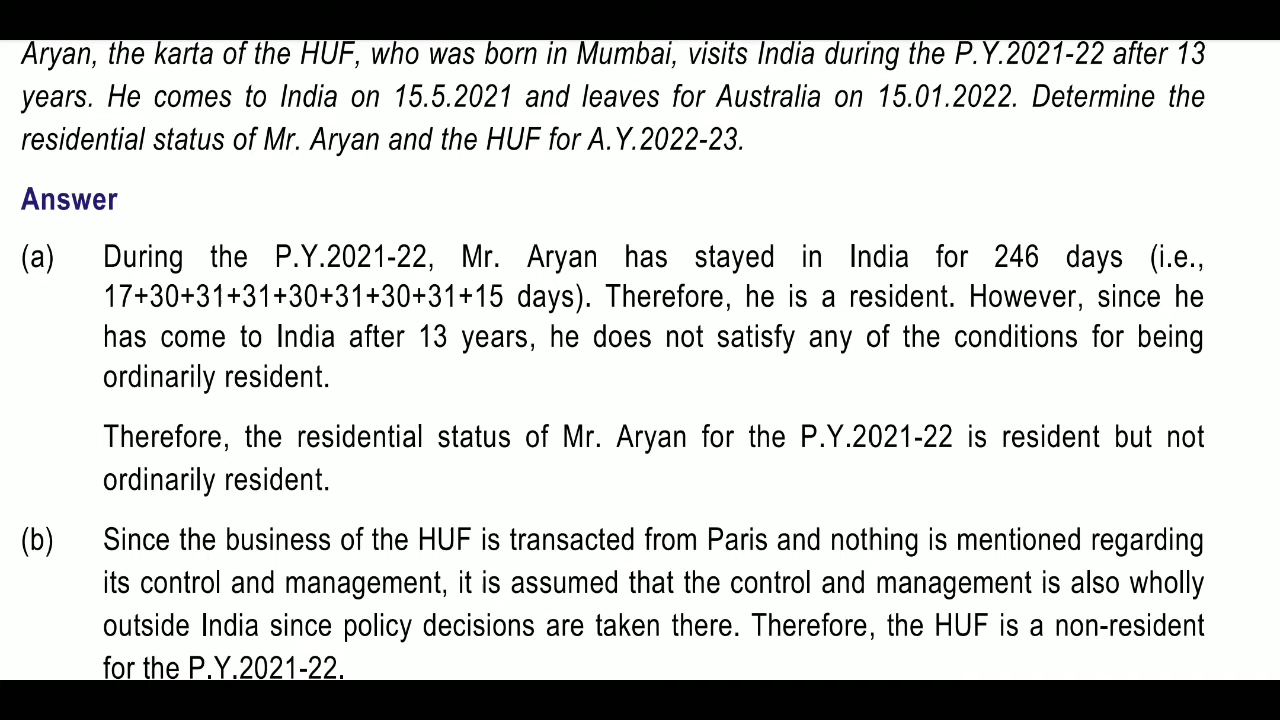 Aryan, the karta of the HUF, who was born in Mumbai, visits India during the P.Y.2021-22 after 13
years. He comes to India on 15.5.2021 and leaves for Australia on 15.01.2022. Determine the
residential status of Mr. Aryan and the HUF for A.Y.2022-23.
Answer
(a) During the P.Y.2021-22, Mr. Aryan has stayed in India for 246 days (i.e.,
17+30+31+31+30+31+30+31+15 days). Therefore, he is a resident. However, since he
has come to India after 13 years, he does not satisfy any of the conditions for being
ordinarily resident.
Therefore, the residential status of Mr. Aryan for the P.Y.2021-22 is resident but not
ordinarily resident.
(b) Since the business of the HUF is transacted from Paris and nothing is mentioned regarding
its control and management, it is assumed that the control and management is also wholly
outside India since policy decisions are taken there. Therefore, the HUF is a non-resident
for the P.Y.2021-22.